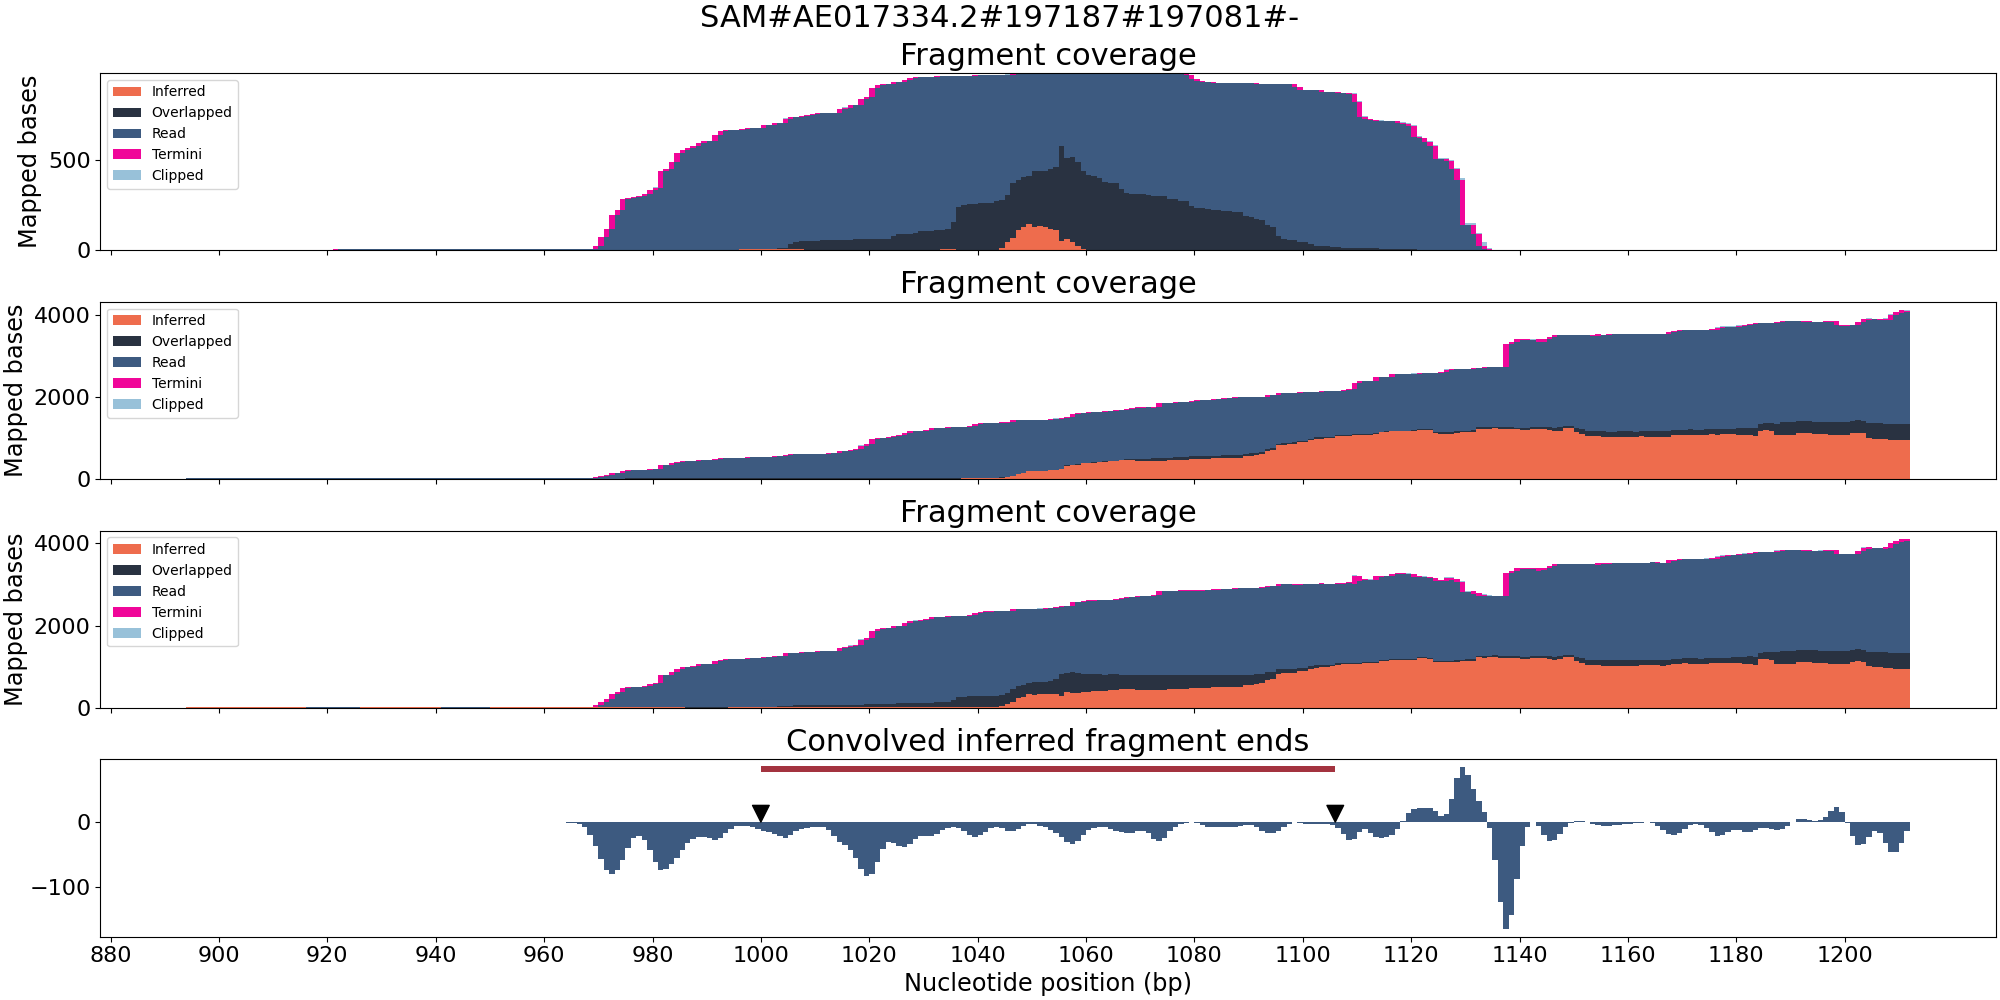 SAM#AE017334.2#197187#197081#-
Fragment coverage
Mapped bases
500
0
Inferred
Overlapped
Read
Termini
Clipped
Fragment coverage
Mapped bases
4000
2000
0
Inferred
Overlapped
Read
Termini
Clipped
Fragment coverage
Mapped bases
4000
2000
0
Inferred
Overlapped
Read
Termini
Clipped
Convolved inferred fragment ends
0
−100
880 900 920 940 960 980 1000 1020 1040 1060 1080 1100 1120 1140 1160 1180 1200
Nucleotide position (bp)